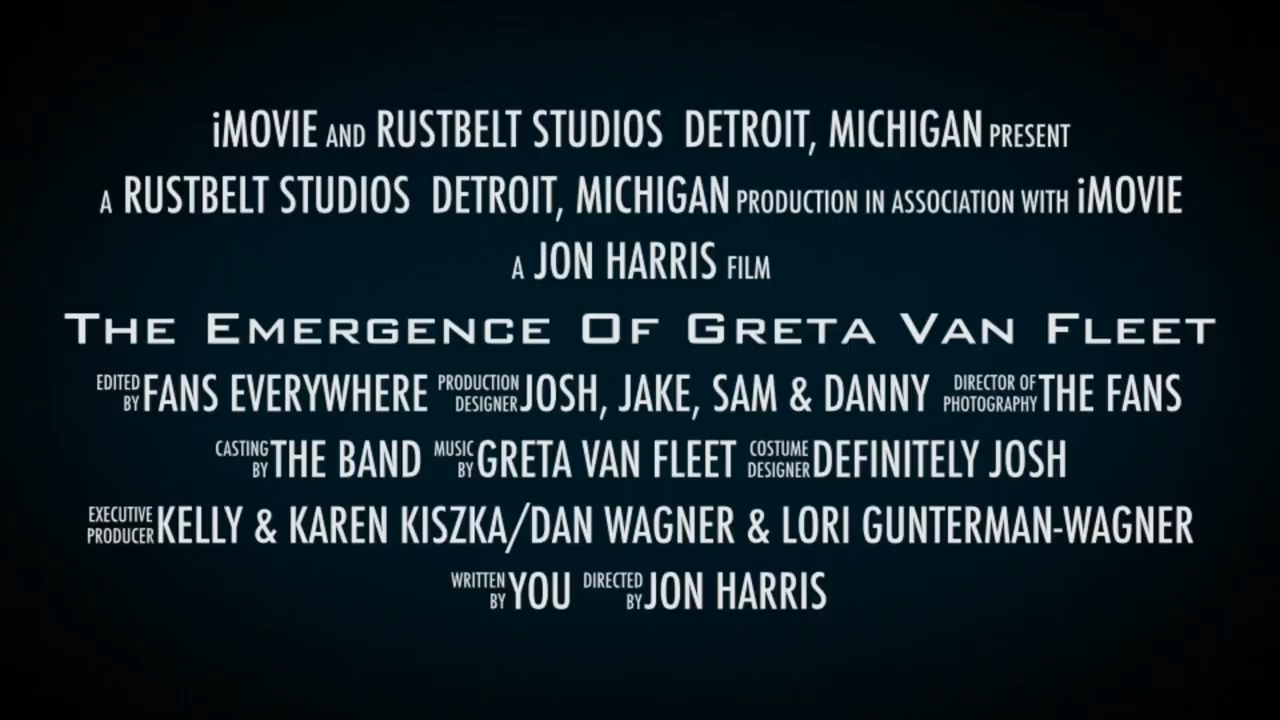 iMOVIE AND RUSTBELT STUDIOS DETROIT, MICHIGAN PRESENT
A RUSTBELT STUDIOS DETROIT, MICHIGAN PRODUCTION IN ASSOCIATION WITH iMOVIE
A JON HARRIS FILM
THE EMERGENCE OF GRETA VAN FLEET
EDITED BY FANS EVERYWHERE PRODUCTION DESIGNER JOSH, JAKE, SAM & DANNY DIRECTOR OF PHOTOGRAPHY THE FANS
CASTING BY THE BAND MUSIC BY GRETA VAN FLEET COSTUME DESIGNER DEFINITELY JOSH
EXECUTIVE PRODUCER KELLY & KAREN KISZKA/DAN WAGNER & LORI GUNTERMAN-WAGNER
WRITTEN BY YOU DIRECTED BY JON HARRIS